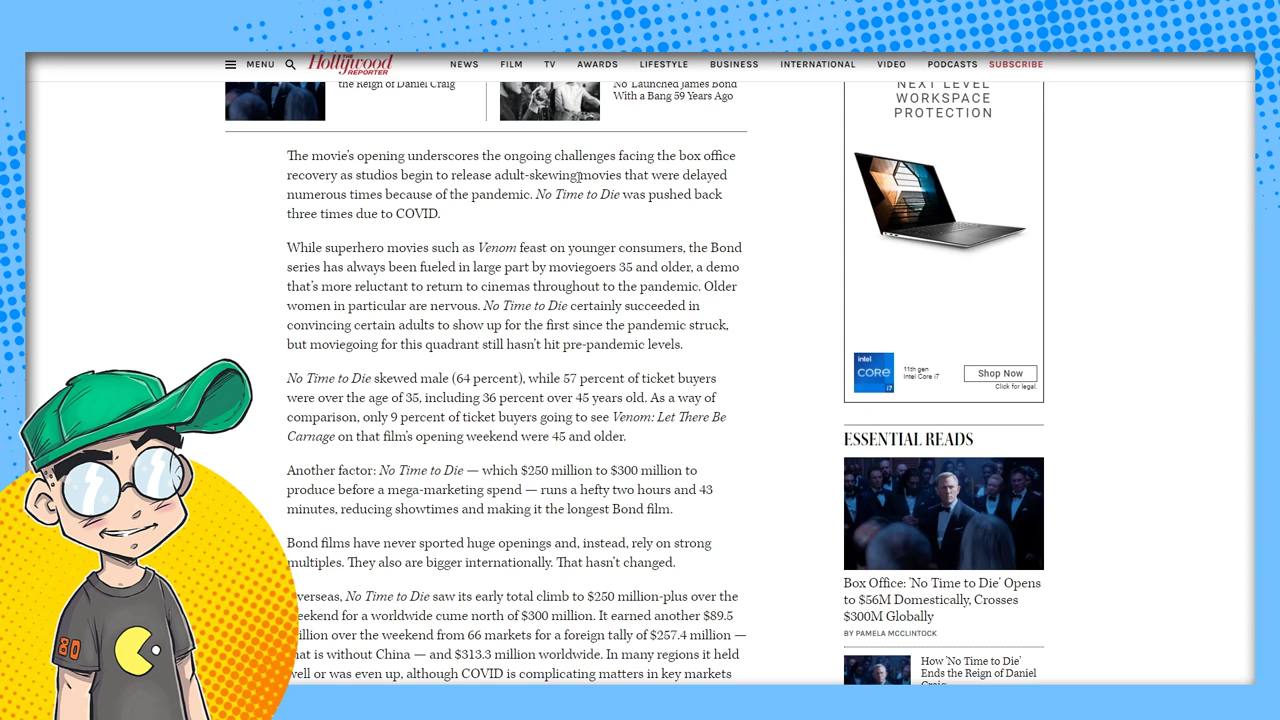 MENU
THE
Hollywood
REPORTER
NEWS FILM TV AWARDS LIFESTYLE BUSINESS INTERNATIONAL VIDEO PODCASTS SUBSCRIBE
the Reign of Daniel Craig
No' Launched James Bond
With a Bang 59 Years Ago
The movie's opening underscores the ongoing challenges facing the box office
recovery as studios begin to release adult-skewing movies that were delayed
numerous times because of the pandemic. No Time to Die was pushed back
three times due to COVID.
While superhero movies such as Venom feast on younger consumers, the Bond
series has always been fueled in large part by moviegoers 35 and older, a demo
that's more reluctant to return to cinemas throughout to the pandemic. Older
women in particular are nervous. No Time to Die certainly succeeded in
convincing certain adults to show up for the first since the pandemic struck,
but moviegoing for this quadrant still hasn't hit pre-pandemic levels.
No Time to Die skewed male (64 percent), while 57 percent of ticket buyers
were over the age of 35, including 36 percent over 45 years old. As a way of
comparison, only 9 percent of ticket buyers going to see Venom: Let There Be
Carnage on that film's opening weekend were 45 and older.
Another factor: No Time to Die — which $250 million to $300 million to
produce before a mega-marketing spend — runs a hefty two hours and 43
minutes, reducing showtimes and making it the longest Bond film.
Bond films have never sported huge openings and, instead, rely on strong
multiples. They also are bigger internationally. That hasn't changed.
verseas, No Time to Die saw its early total climb to $250 million-plus over the
eekend for a worldwide cume north of $300 million. It earned another $89.5
illion over the weekend from 66 markets for a foreign tally of $257.4 million —
hat is without China — and $313.3 million worldwide. In many regions it held
well or was even up, although COVID is complicating matters in key markets
NEXT LEVEL
WORKSPACE
PROTECTION
intel
CORE
i7
11th gen
Intel Core i7
Shop Now
Click for legal.
ESSENTIAL READS
Box Office: 'No Time to Die' Opens
to $56M Domestically, Crosses
$300M Globally
BY PAMELA MCCLINTOCK
How 'No Time to Die'
Ends the Reign of Daniel
Craig
80